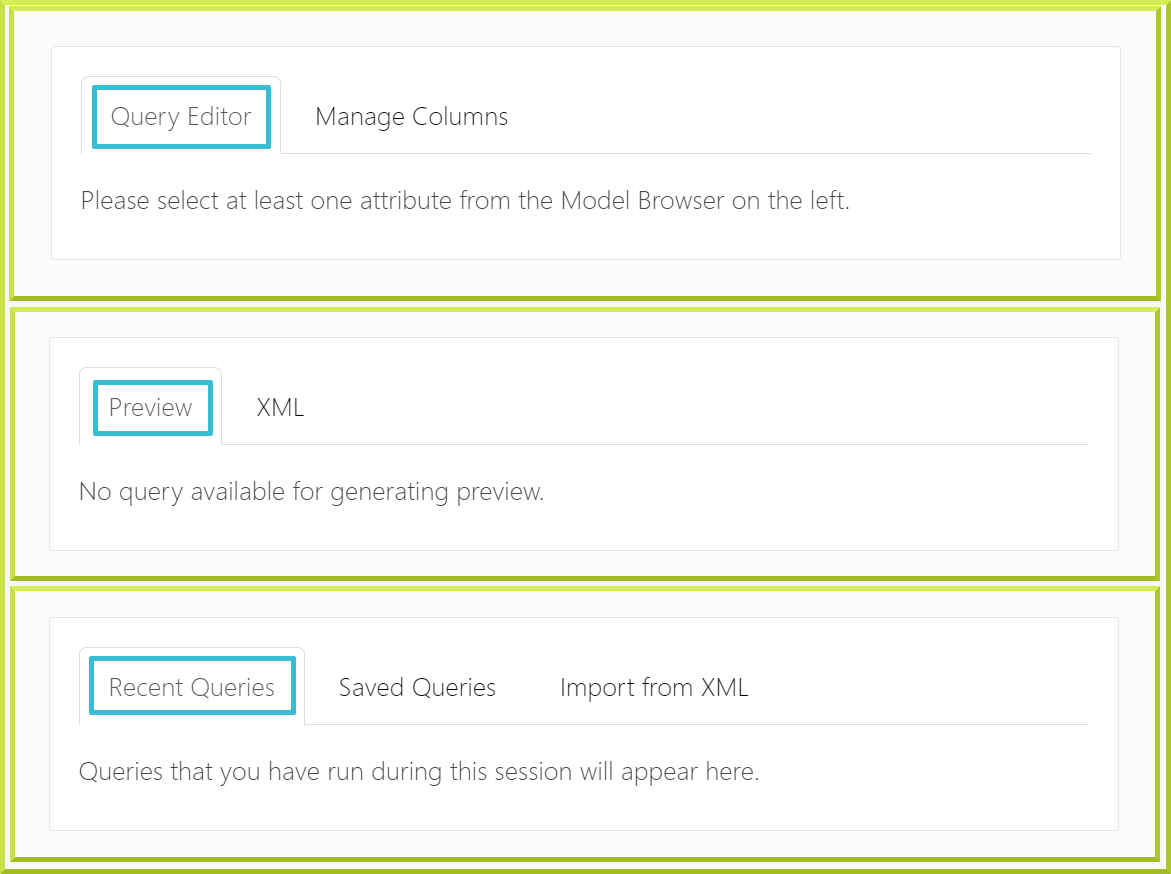 Query Editor Manage Columns
Please select at least one attribute from the Model Browser on the left.
Preview XML
No query available for generating preview.
Recent Queries Saved Queries Import from XML
Queries that you have run during this session will appear here.